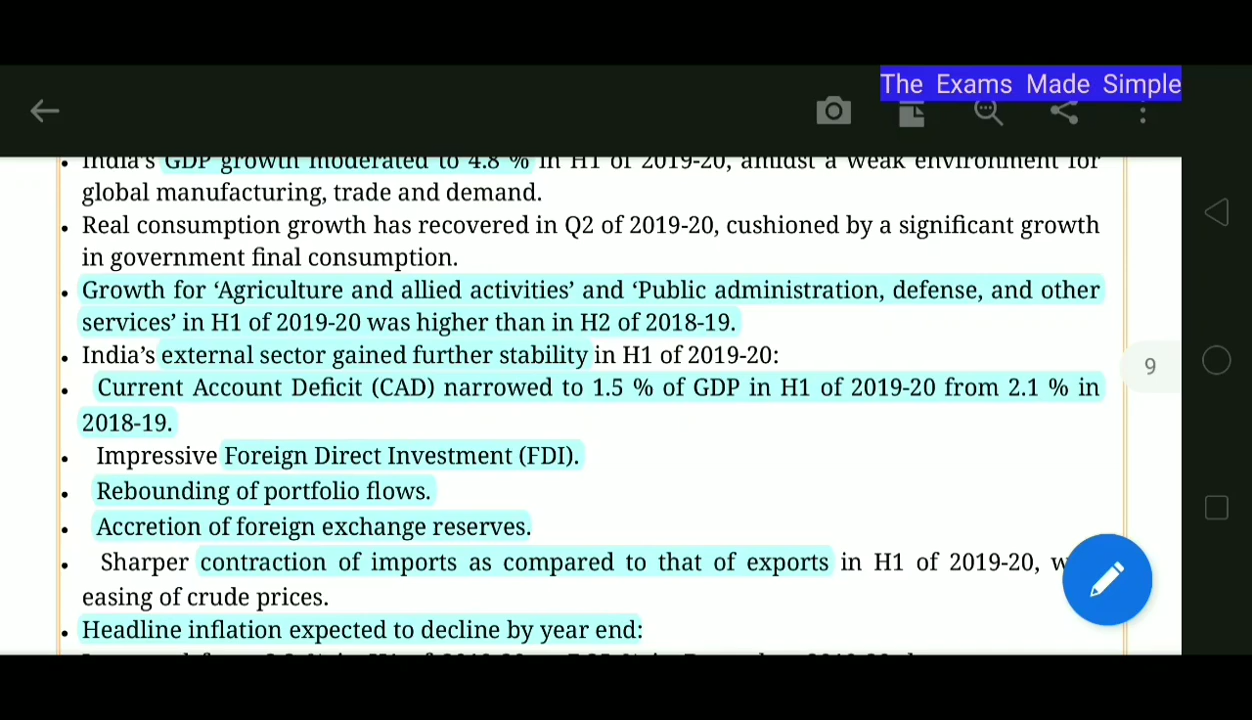 The Exams Made Simple
• India's GDP growth moderated to 4.8 % in H1 of 2019-20, amidst a weak environment for
global manufacturing, trade and demand.
• Real consumption growth has recovered in Q2 of 2019-20, cushioned by a significant growth
in government final consumption.
• Growth for ‘Agriculture and allied activities’ and ‘Public administration, defense, and other
services’ in H1 of 2019-20 was higher than in H2 of 2018-19.
• India’s external sector gained further stability in H1 of 2019-20:
• Current Account Deficit (CAD) narrowed to 1.5 % of GDP in H1 of 2019-20 from 2.1 % in
2018-19.
9
• Impressive Foreign Direct Investment (FDI).
• Rebounding of portfolio flows.
• Accretion of foreign exchange reserves.
• Sharper contraction of imports as compared to that of exports in H1 of 2019-20,
easing of crude prices.
• Headline inflation expected to decline by year end: